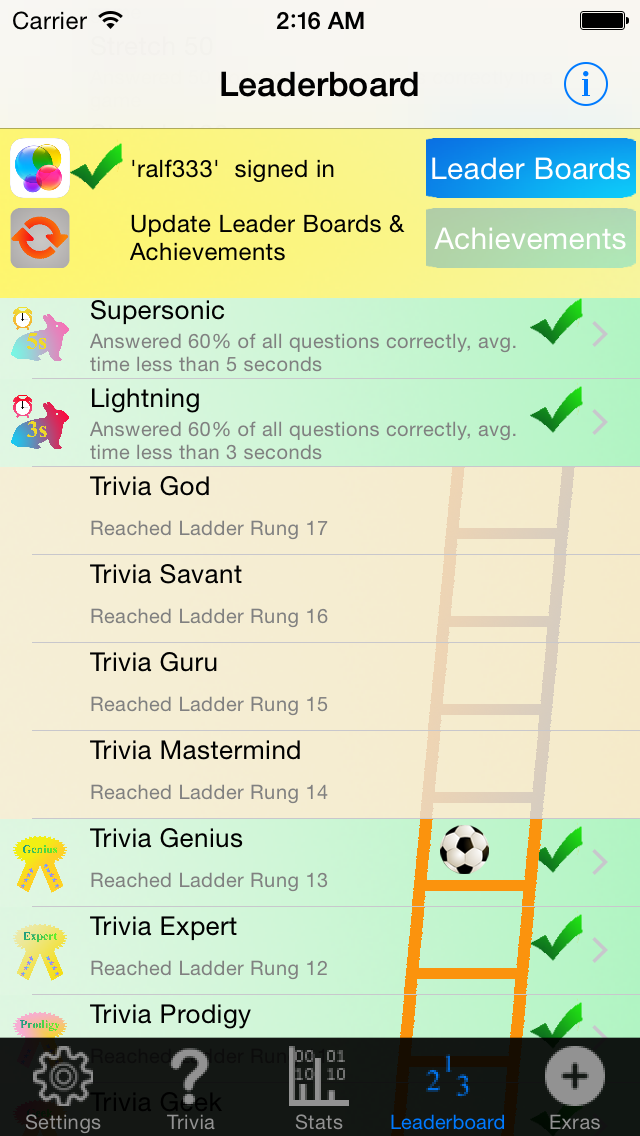 Carrier 2:16 AM
Stretch 50
Leaderboard
i
'ralf333' signed in
Leader Boards
Update Leader Boards &
Achievements
Achievements
Supersonic
5s
Answered 60% of all questions correctly, avg.
time less than 5 seconds
Lightning
3s
Answered 60% of all questions correctly, avg.
time less than 3 seconds
Trivia God
Reached Ladder Rung 17
Trivia Savant
Reached Ladder Rung 16
Trivia Guru
Reached Ladder Rung 15
Trivia Mastermind
Reached Ladder Rung 14
Trivia Genius
Genius
Reached Ladder Rung 13
Trivia Expert
Expert
Reached Ladder Rung 12
Trivia Prodigy
Prodigy
Reached Ladder Rung
00 01
10 10
2 1 3
Trivia Geek
Settings Trivia Stats Leaderboard Exras